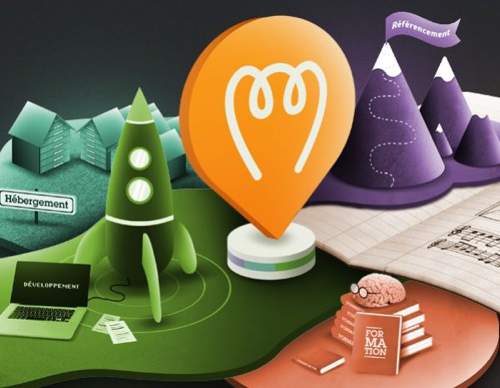 Référencement
Hébergement
DÉVELOPPEMENT
FOR
MA
TION